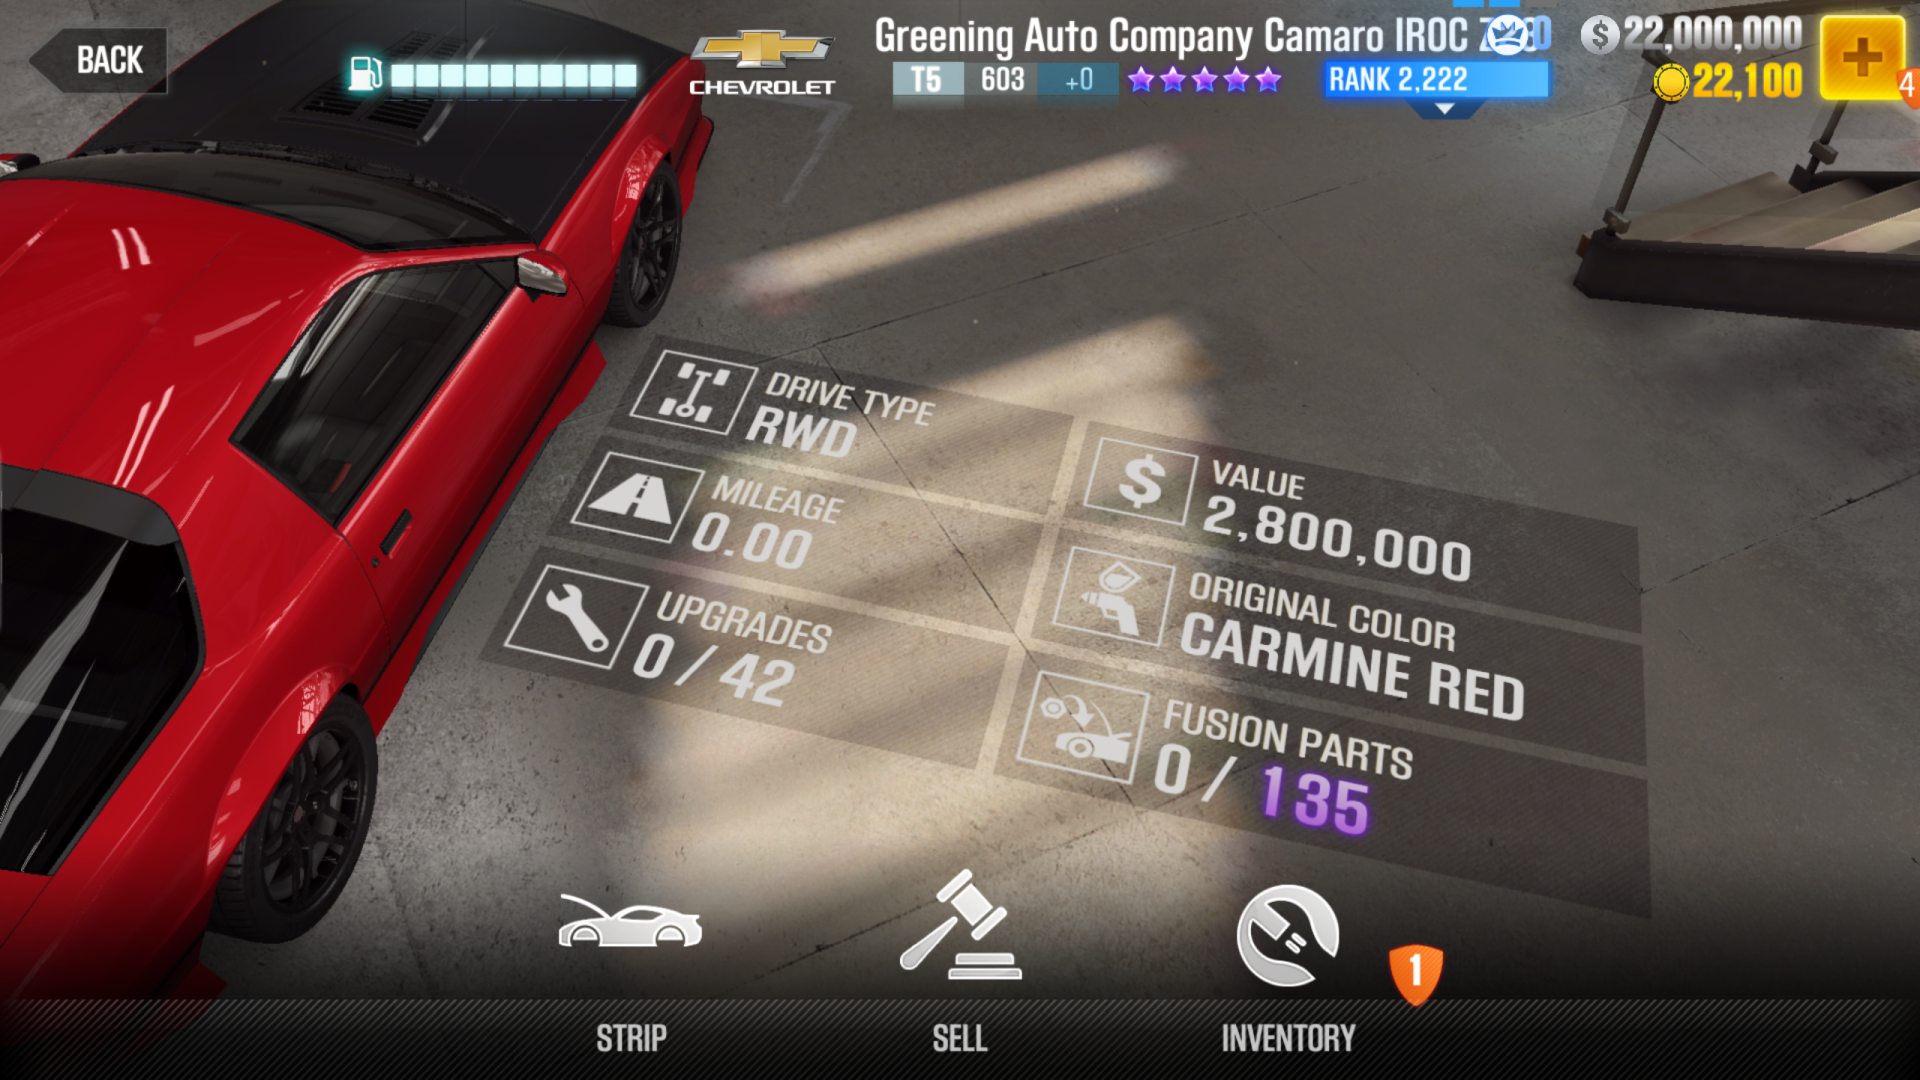 BACK
CHEVROLET
Greening Auto Company Camaro IROC
T5 603 +0
RANK 2,222
22,000,000
22,100
4
DRIVE TYPE
RWD
MILEAGE
0.00
UPGRADES
0 / 42
VALUE
2,800,000
ORIGINAL COLOR
CARMINE RED
FUSION PARTS
0 / 135
1
STRIP
SELL
INVENTORY